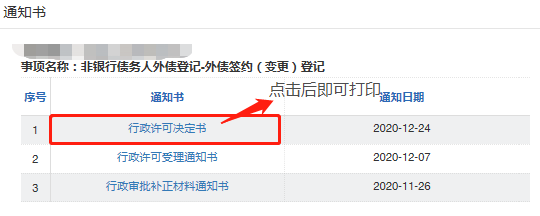 通知书
事项名称：非银行债务人外债登记-外债签约（变更）登记
点击后即可打印
序号 通知书 通知日期
1 行政许可决定书 2020-12-24
2 行政许可受理通知书 2020-12-07
3 行政审批补正材料通知书 2020-11-26